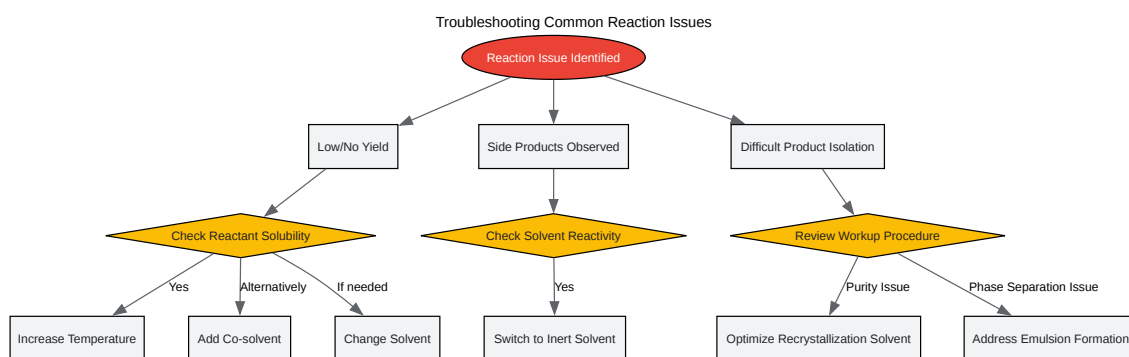 Troubleshooting Common Reaction Issues
Reaction Issue Identified
Low/No Yield
Side Products Observed
Difficult Product Isolation
Check Reactant Solubility
Check Solvent Reactivity
Review Workup Procedure
Yes
Alternatively
If needed
Yes
Purity Issue
Phase Separation Issue
Increase Temperature
Add Co-solvent
Change Solvent
Switch to Inert Solvent
Optimize Recrystallization Solvent
Address Emulsion Formation